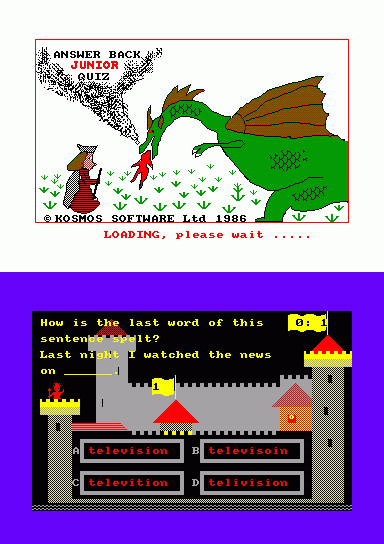 ANSWER BACK
JUNIOR
QUIZ
© KOSMOS SOFTWARE Ltd 1986
LOADING, please wait .....
0: 1
How is the last word of this
sentence spelt?
Last night I watched the news
on _______.
1
A television
B televisoin
C televition
D telivision